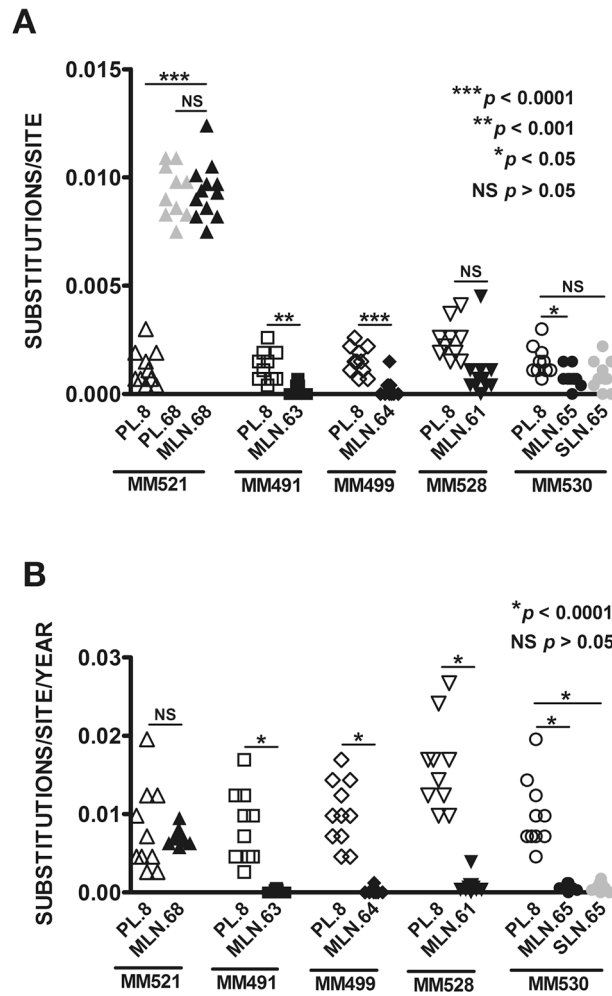 A
SUBSTITUTIONS/SITE
0.015
0.010
0.005
0.000
***
NS
**
***
NS
*
NS
***p < 0.0001
**p < 0.001
*p < 0.05
NS p > 0.05
PL.8
PL.68
MLN.68
PL.8
MLN.63
PL.8
MLN.64
PL.8
MLN.61
PL.8
MLN.65
SLN.65
MM521
MM491
MM499
MM528
MM530
B
SUBSTITUTIONS/SITE/YEAR
0.03
0.02
0.01
0.00
NS
*
*
*
*
*
*p < 0.0001
NS p > 0.05
PL.8
MLN.68
PL.8
MLN.63
PL.8
MLN.64
PL.8
MLN.61
PL.8
MLN.65
SLN.65
MM521
MM491
MM499
MM528
MM530